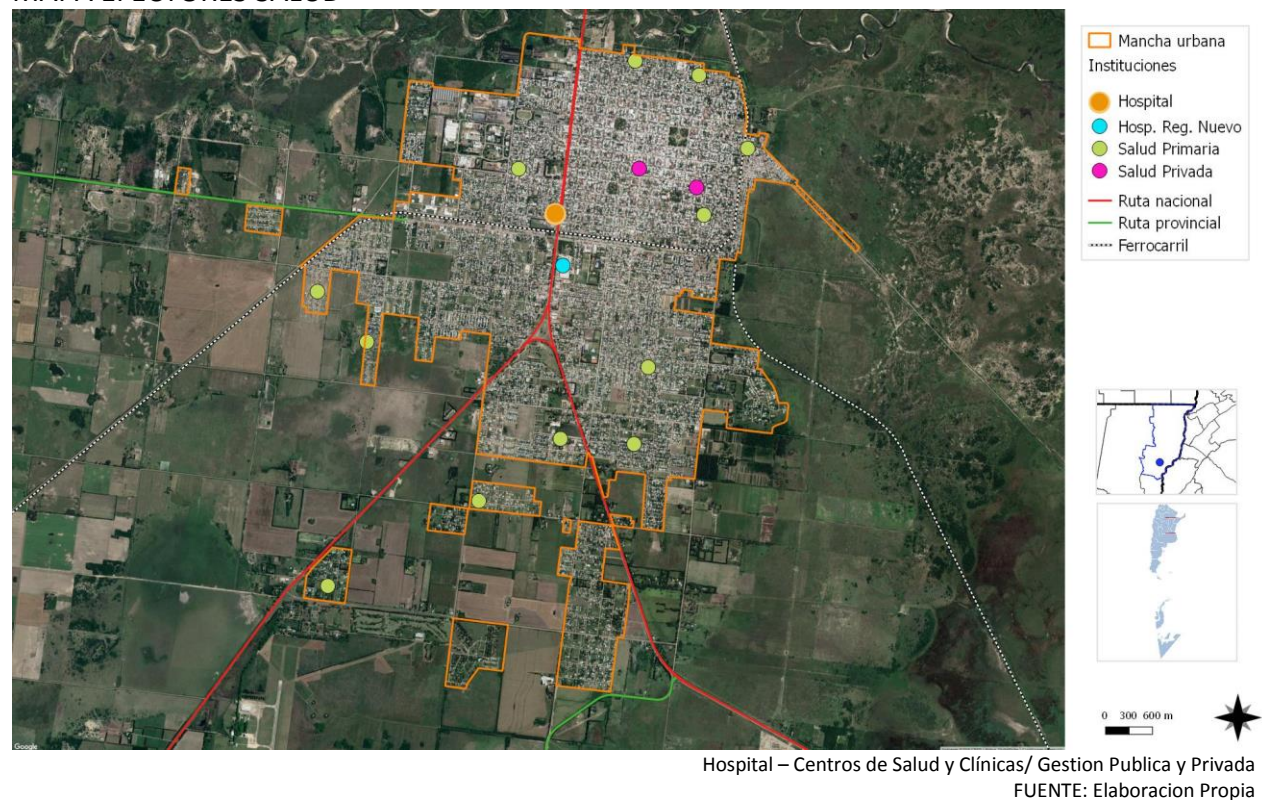 Mancha urbana
Instituciones
Hospital
Hosp. Reg. Nuevo
Salud Primaria
Salud Privada
Ruta nacional
Ruta provincial
Ferrocarril
0 300 600 m
Google
Hospital – Centros de Salud y Clínicas/ Gestion Publica y Privada
FUENTE: Elaboracion Propia